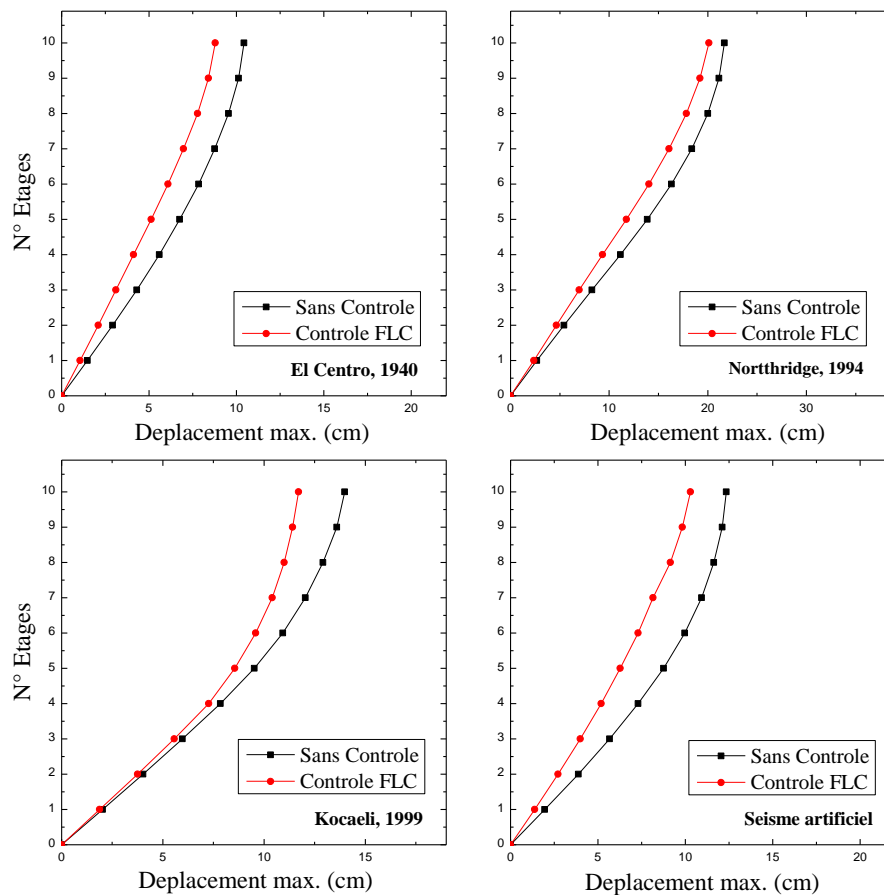 10
9
8
7
6
5
4
3
2
1
0
N° Etages
Sans Controle
Controle FLC
El Centro, 1940
0 5 10 15 20
Deplacement max. (cm)
10
9
8
7
6
5
4
3
2
1
0
Sans Controle
Controle FLC
Nortthridge, 1994
0 10 20 30
Deplacement max. (cm)
10
9
8
7
6
5
4
3
2
1
0
N° Etages
Sans Controle
Controle FLC
Kocaeli, 1999
0 5 10 15
Deplacement max. (cm)
10
9
8
7
6
5
4
3
2
1
0
Sans Controle
Controle FLC
Seisme artificiel
0 5 10 15 20
Deplacement max. (cm)